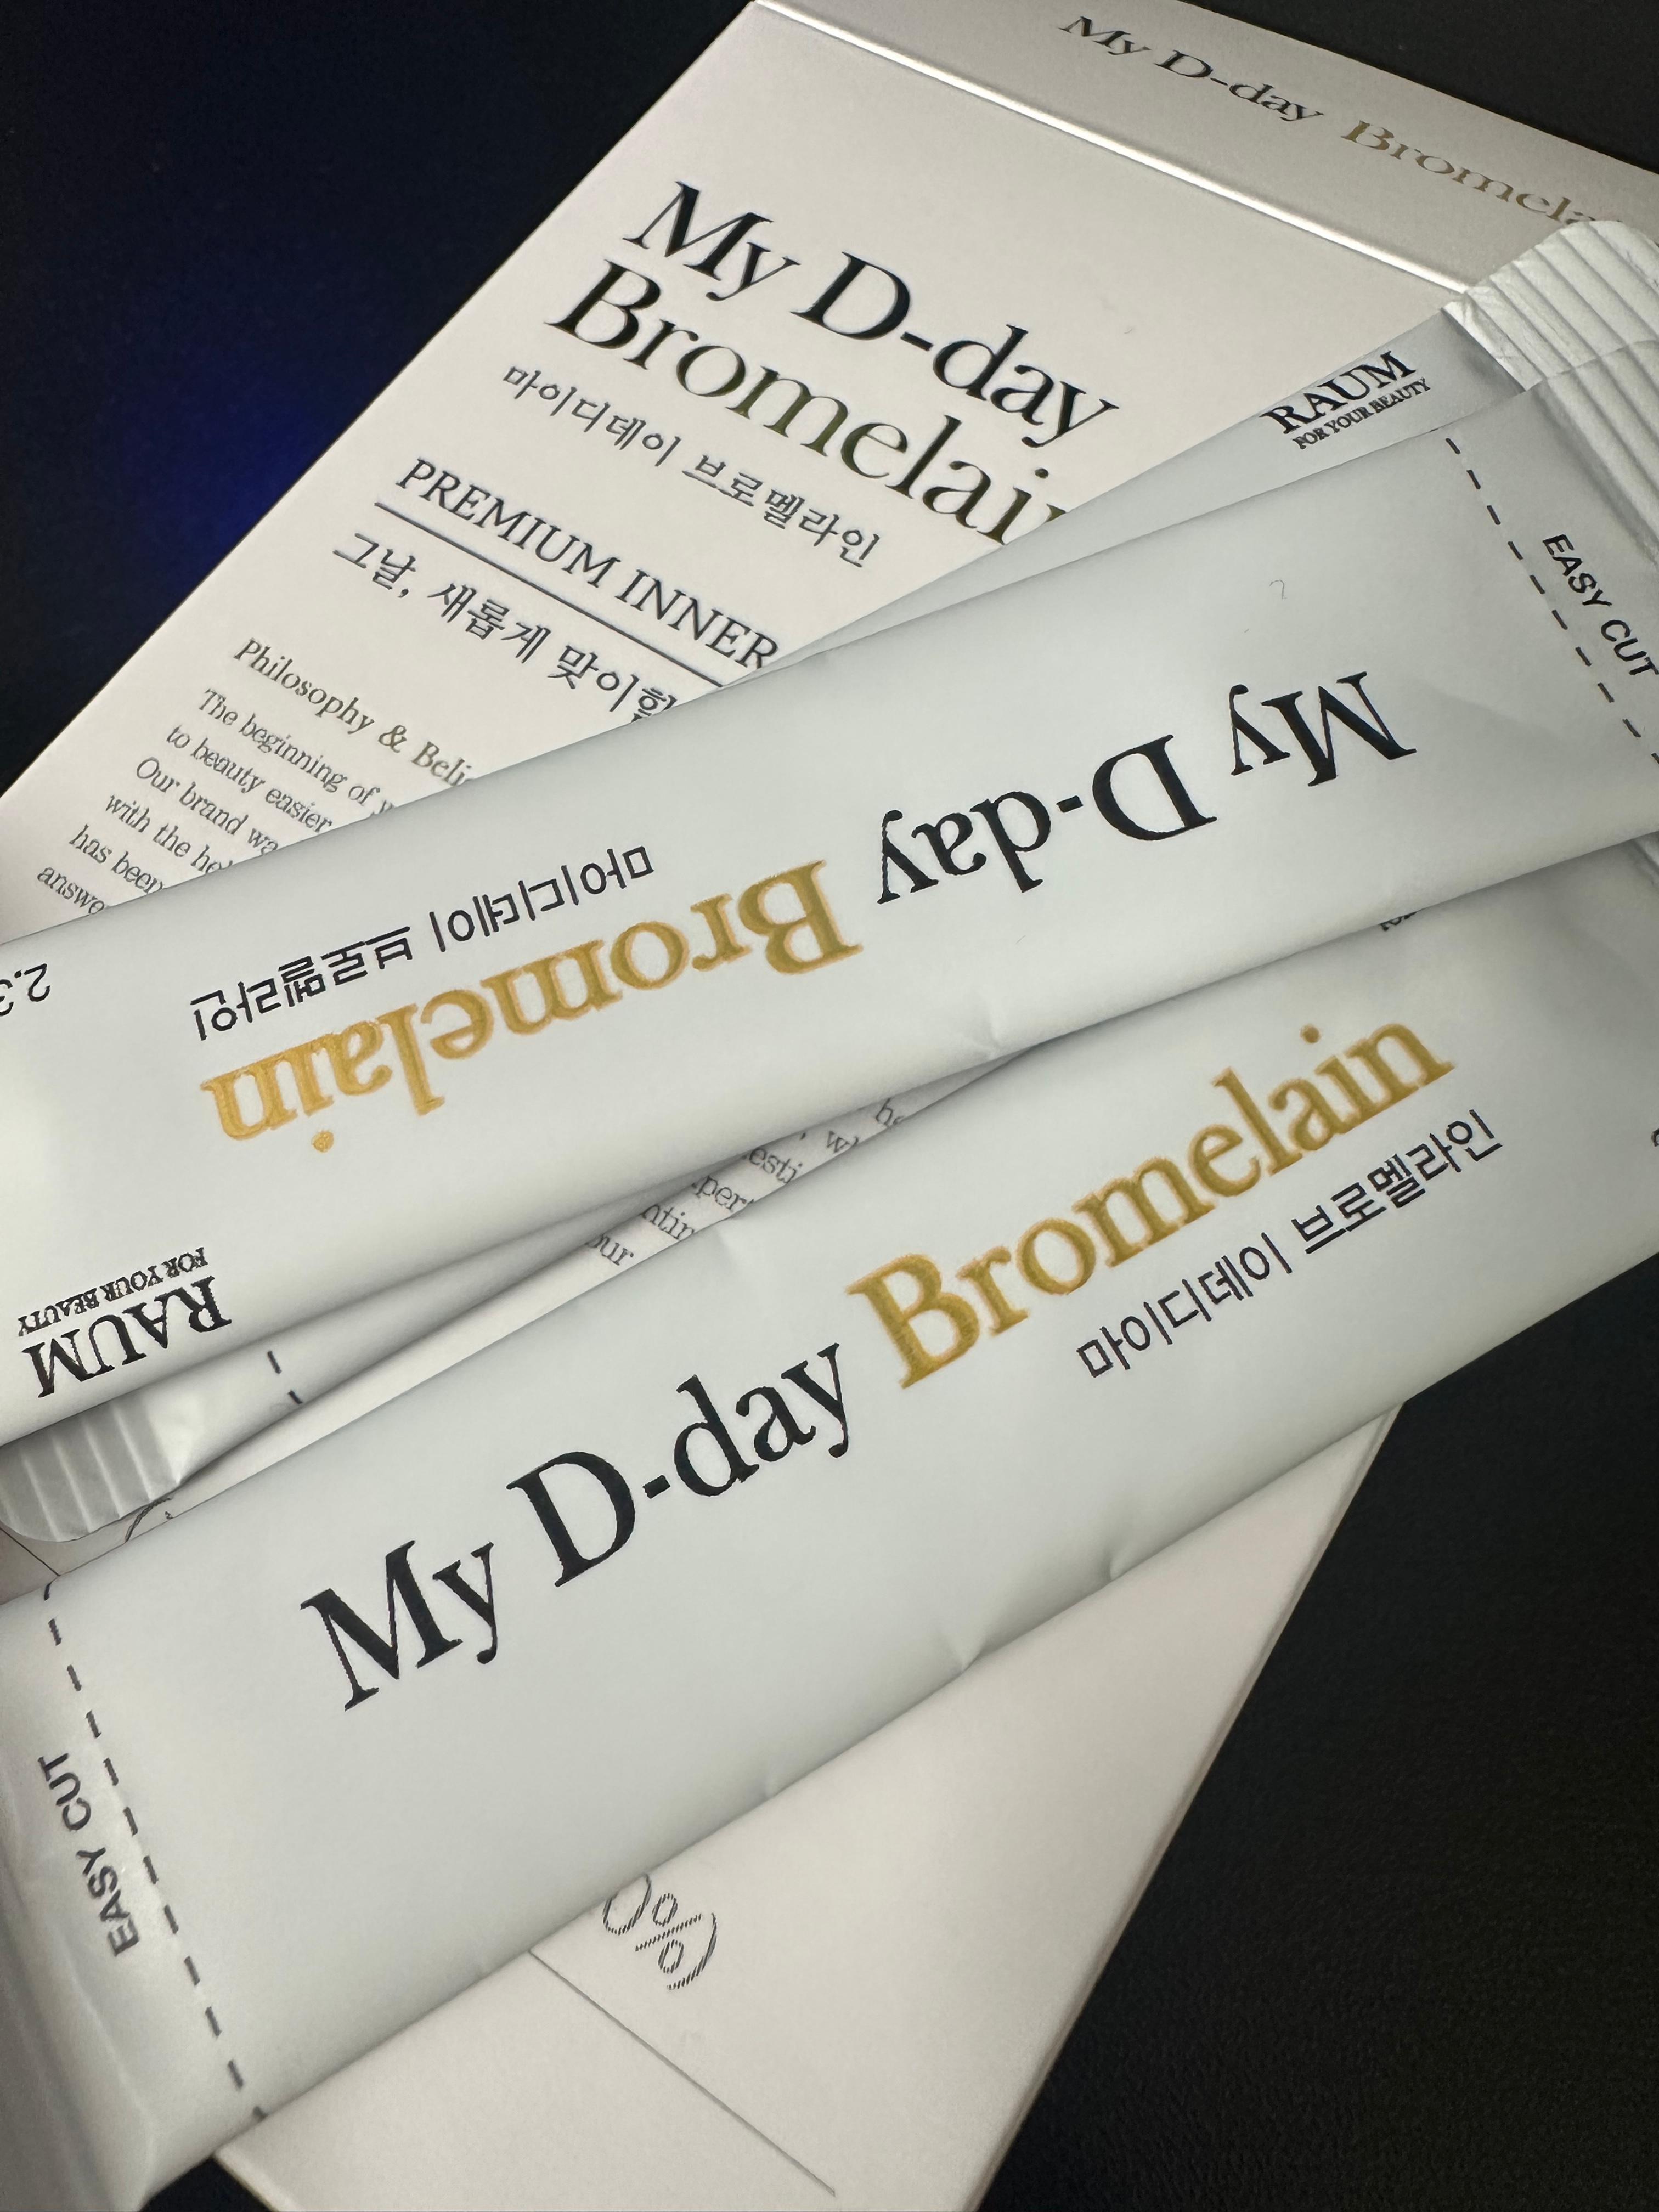 My D-day Bromelain
My D-day
Bromelain
마이디데이 브로멜라인
PREMIUM INNER
그날, 새롭게 맞이할
Philosophy &
The beginning of
to beauty easier
Our brand
with the
has been
RAUM
FOR YOUR BEAUTY
EASY CUT
My D-day Bromelain
마이디데이 브로멜라인
RAUM
FOR YOUR BEAUTY
My D-day Bromelain
마이디데이 브로멜라인
EASY CUT
0%)